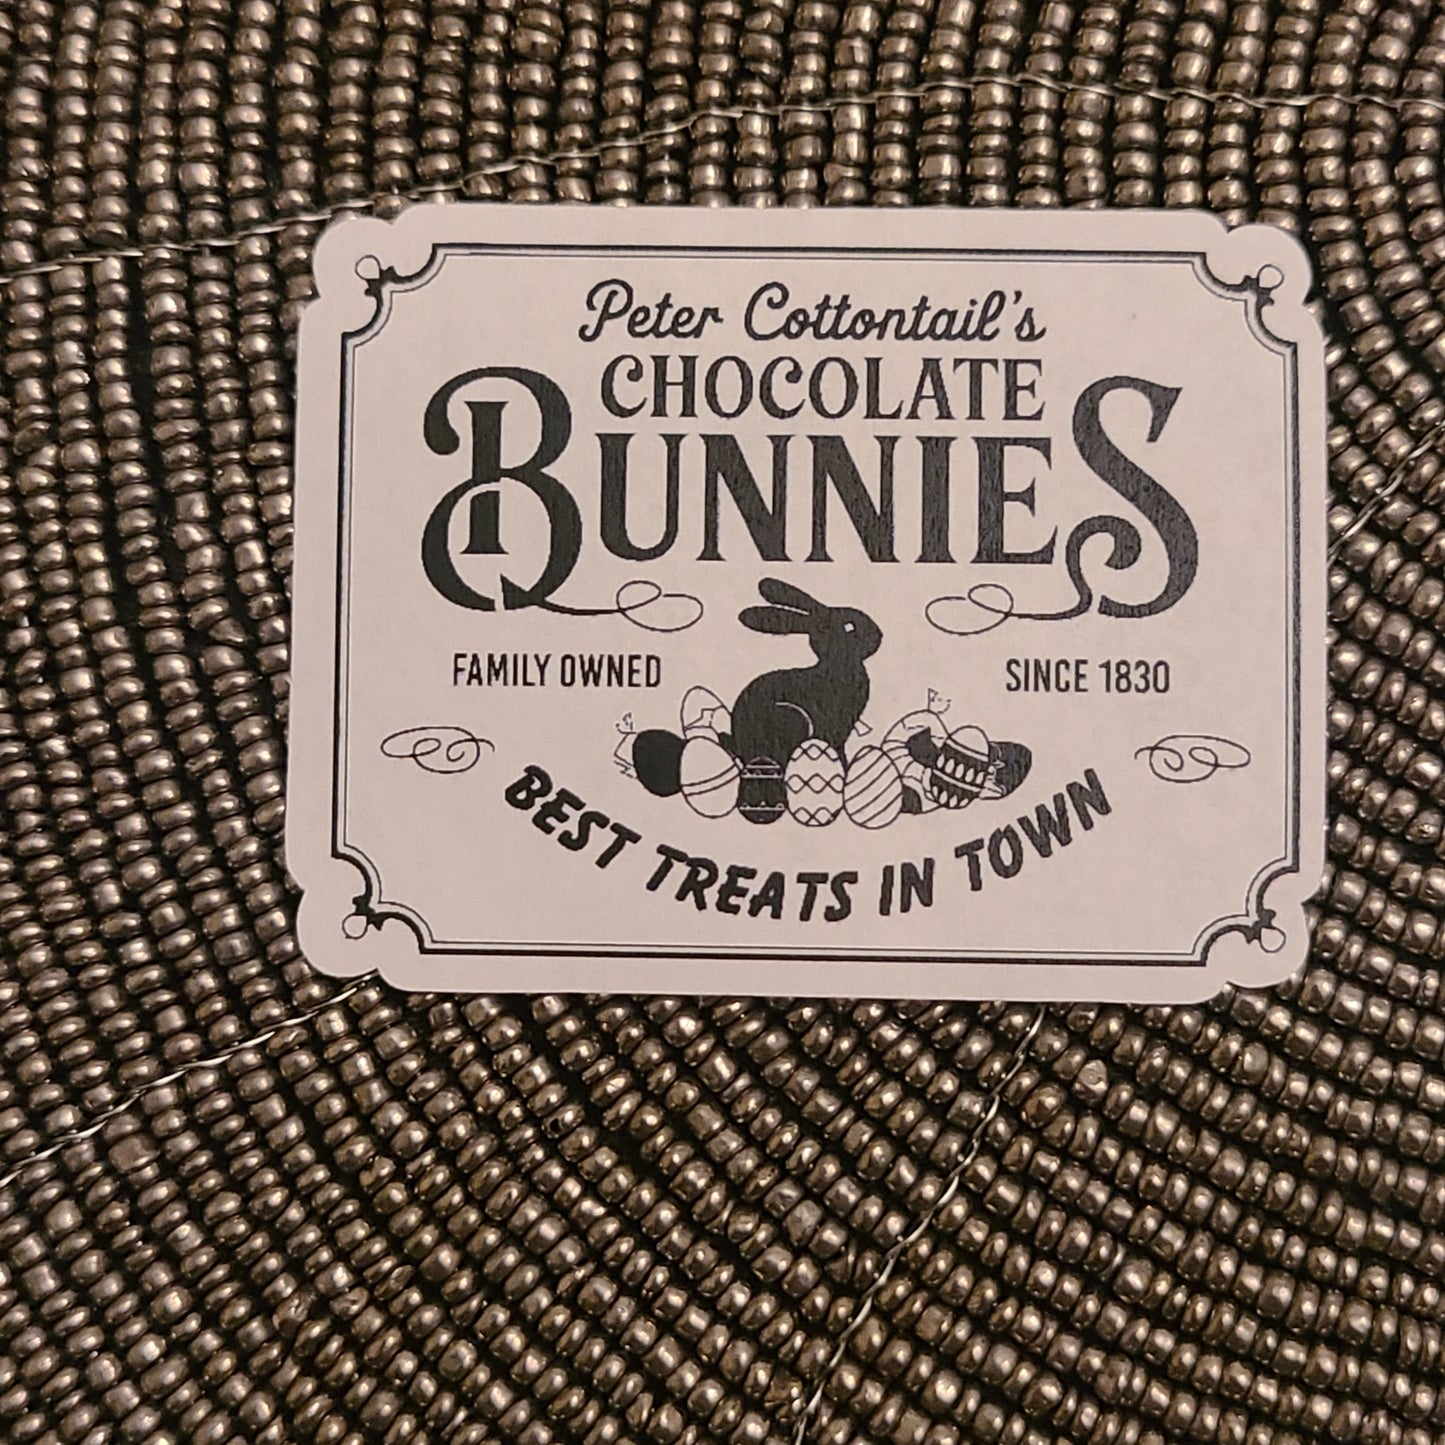 Peter Cottontail's
CHOCOLATE
BUNNIES
FAMILY OWNED
SINCE 1830
BEST TREATS IN TOWN